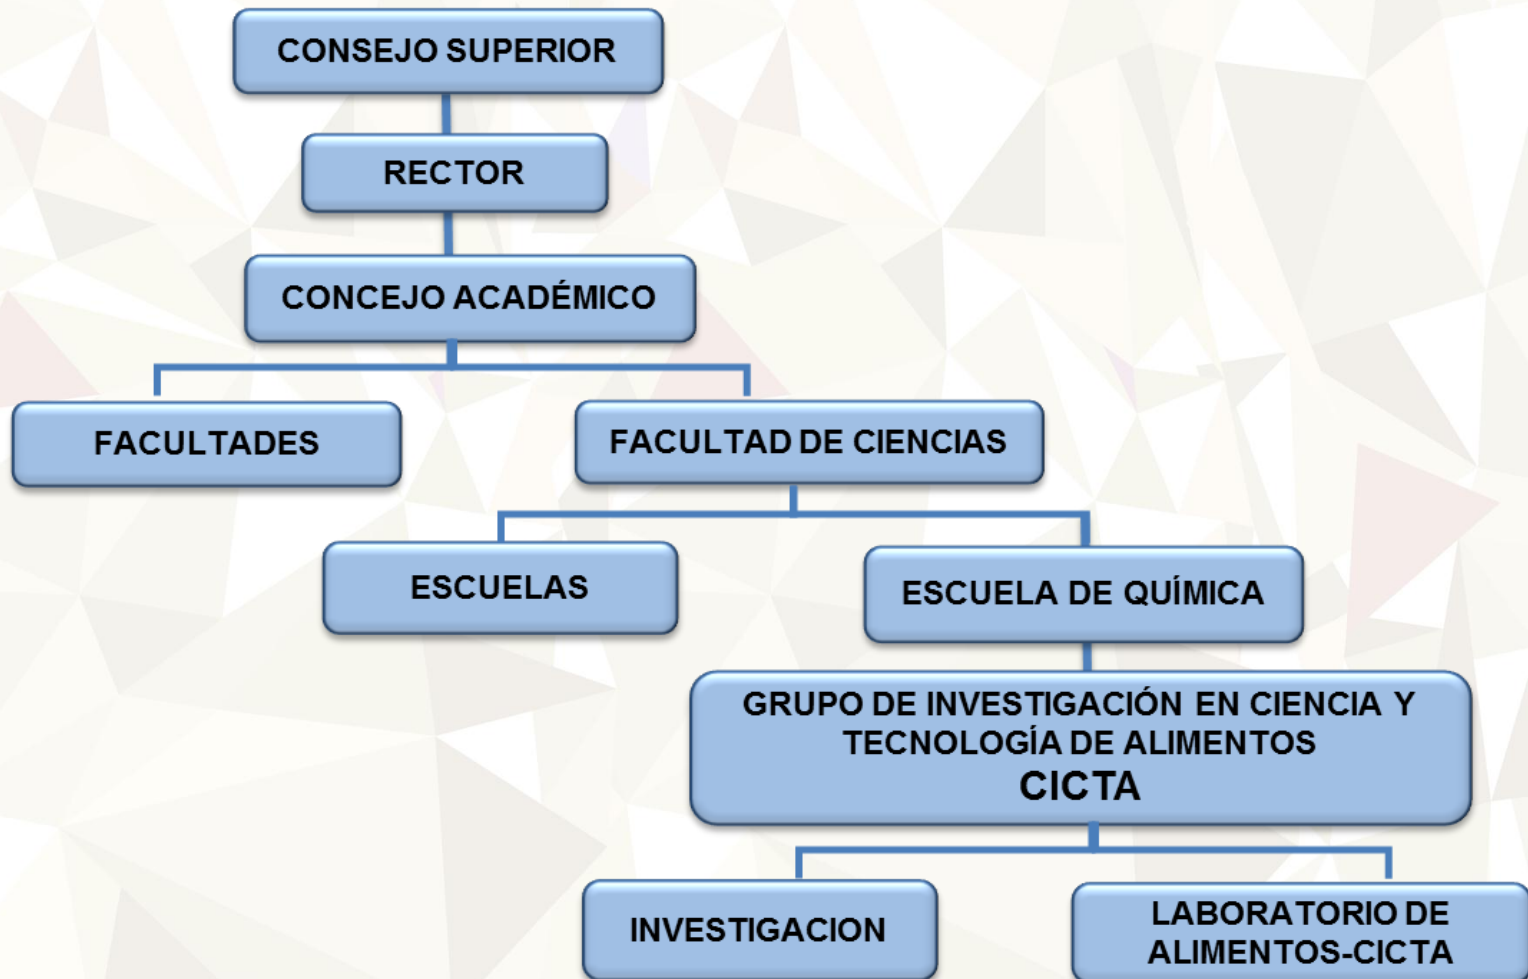 CONSEJO SUPERIOR
RECTOR
CONCEJO ACADÉMICO
FACULTADES
FACULTAD DE CIENCIAS
ESCUELAS
ESCUELA DE QUÍMICA
GRUPO DE INVESTIGACIÓN EN CIENCIA Y
TECNOLOGÍA DE ALIMENTOS
CICTA
INVESTIGACION
LABORATORIO DE
ALIMENTOS-CICTA